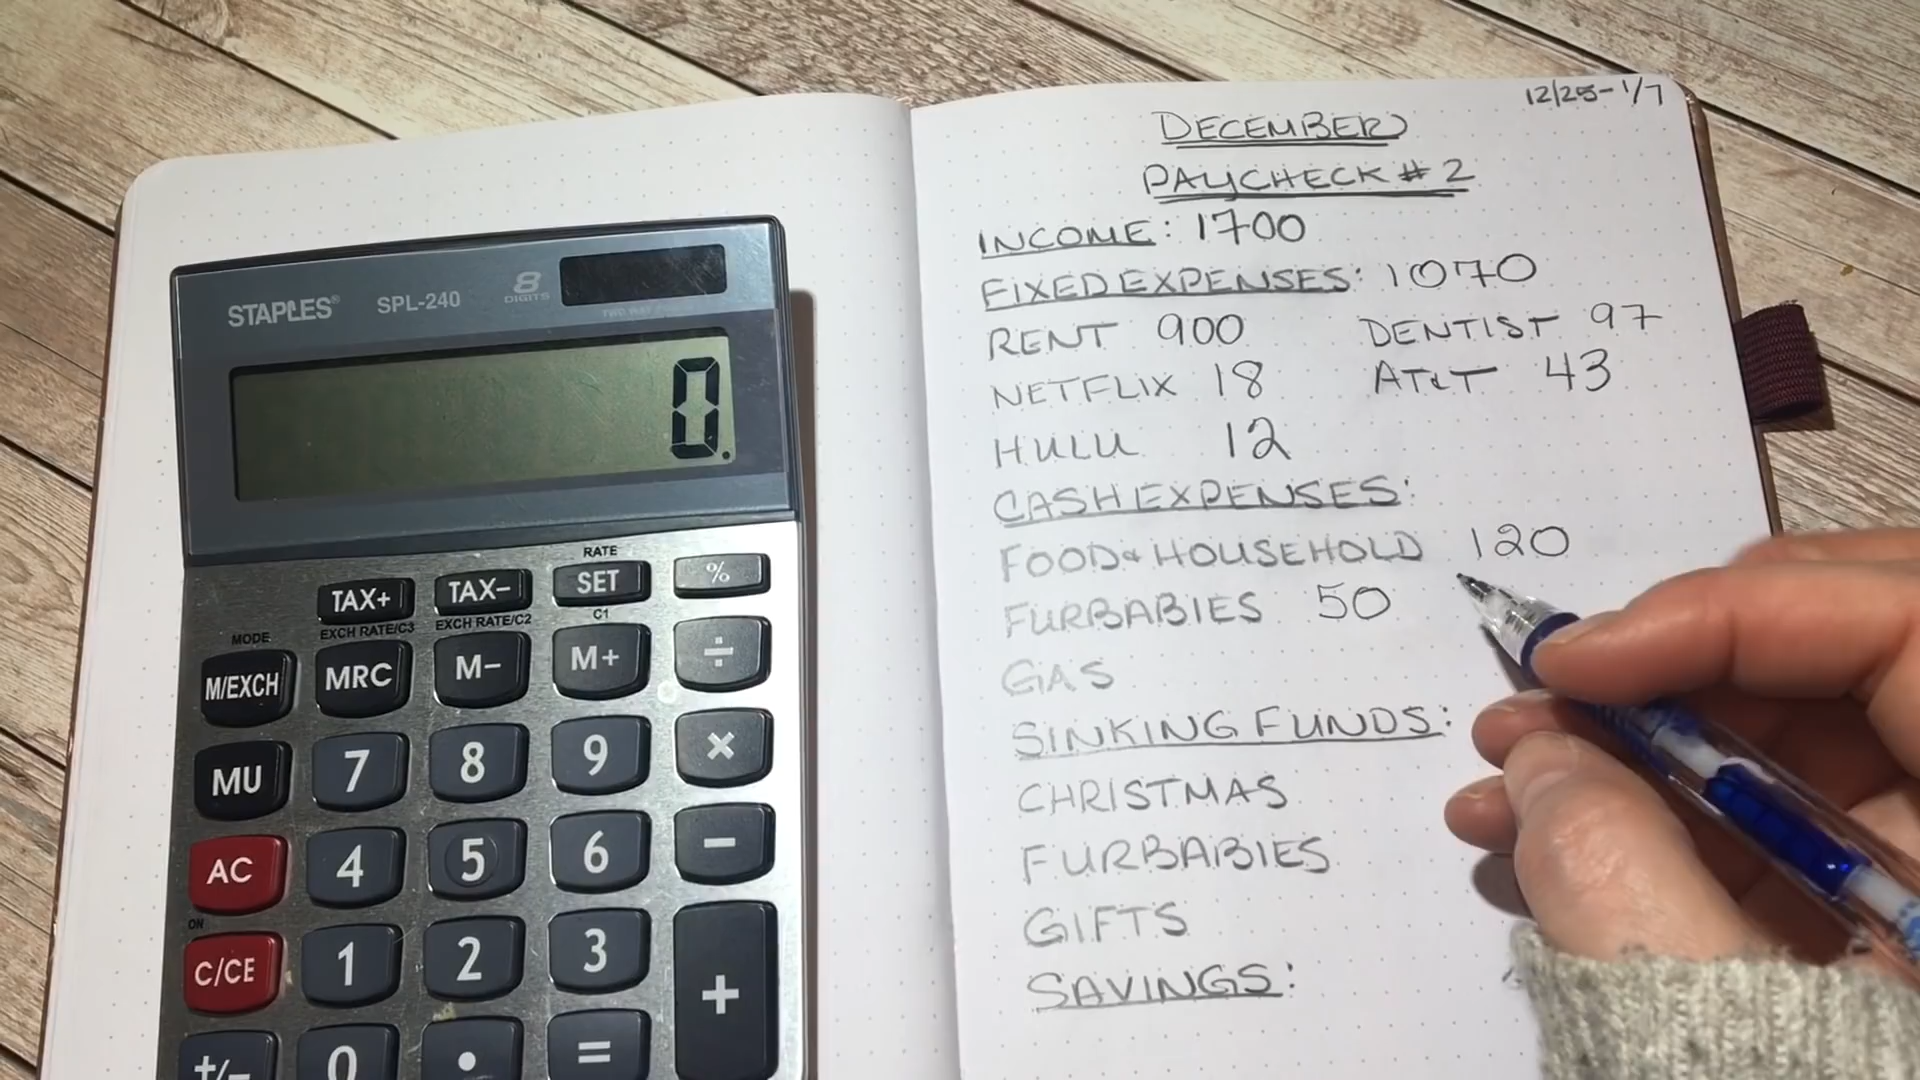 STAPLES® SPL-240 8 DIGITS
TWO WAY POWER
0.
RATE
TAX+ TAX− SET %
EXCH RATE/C3 EXCH RATE/C2 C1
MODE
M/EXCH MRC M− M+ ÷
MU 7 8 9 ×
AC 4 5 6 −
ON
C/CE 1 2 3 +
+/− 0 • =
12/25-1/7
DECEMBER
PAYCHECK #2
INCOME: 1700
FIXED EXPENSES: 1070
RENT 900 DENTIST 97
NETFLIX 18 AT&T 43
HULU 12
CASH EXPENSES:
FOOD & HOUSEHOLD 120
FURBABIES 50
GAS
SINKING FUNDS:
CHRISTMAS
FURBABIES
GIFTS
SAVINGS: